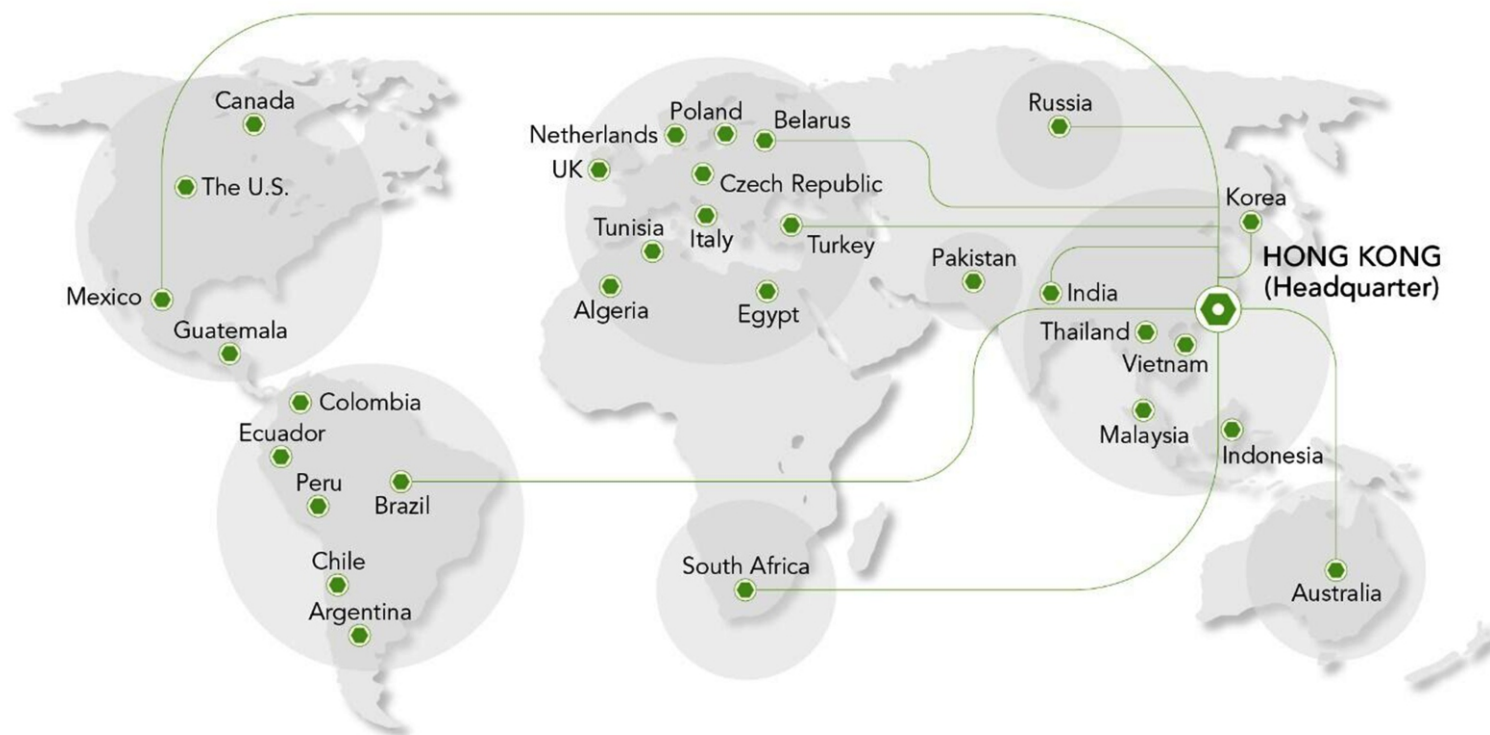 Canada
The U.S.
Mexico
Guatemala
Colombia
Ecuador
Peru
Brazil
Chile
Argentina
Poland
Netherlands
Belarus
UK
Czech Republic
Tunisia
Italy
Turkey
Algeria
Egypt
South Africa
Russia
Korea
Pakistan
HONG KONG
(Headquarter)
India
Thailand
Vietnam
Malaysia
Indonesia
Australia